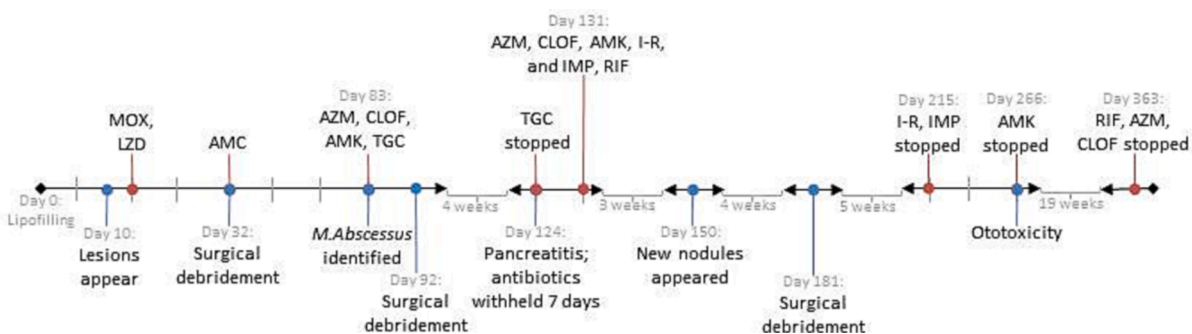 Day 0:
Lipofilling
Day 10:
Lesions
appear
MOX,
LZD
AMC
Day 32:
Surgical
debridement
Day 83:
AZM, CLOF,
AMK, TGC
M.Abscessus
identified
Day 92:
Surgical
debridement
4 weeks
TGC
stopped
Day 124:
Pancreatitis;
antibiotics
withheld 7 days
Day 131:
AZM, CLOF, AMK, I-R,
and IMP, RIF
3 weeks
Day 150:
New nodules
appeared
4 weeks
Day 181:
Surgical
debridement
5 weeks
Day 215:
I-R, IMP
stopped
Day 266:
AMK
stopped
Ototoxicity
19 weeks
Day 363:
RIF, AZM,
CLOF stopped